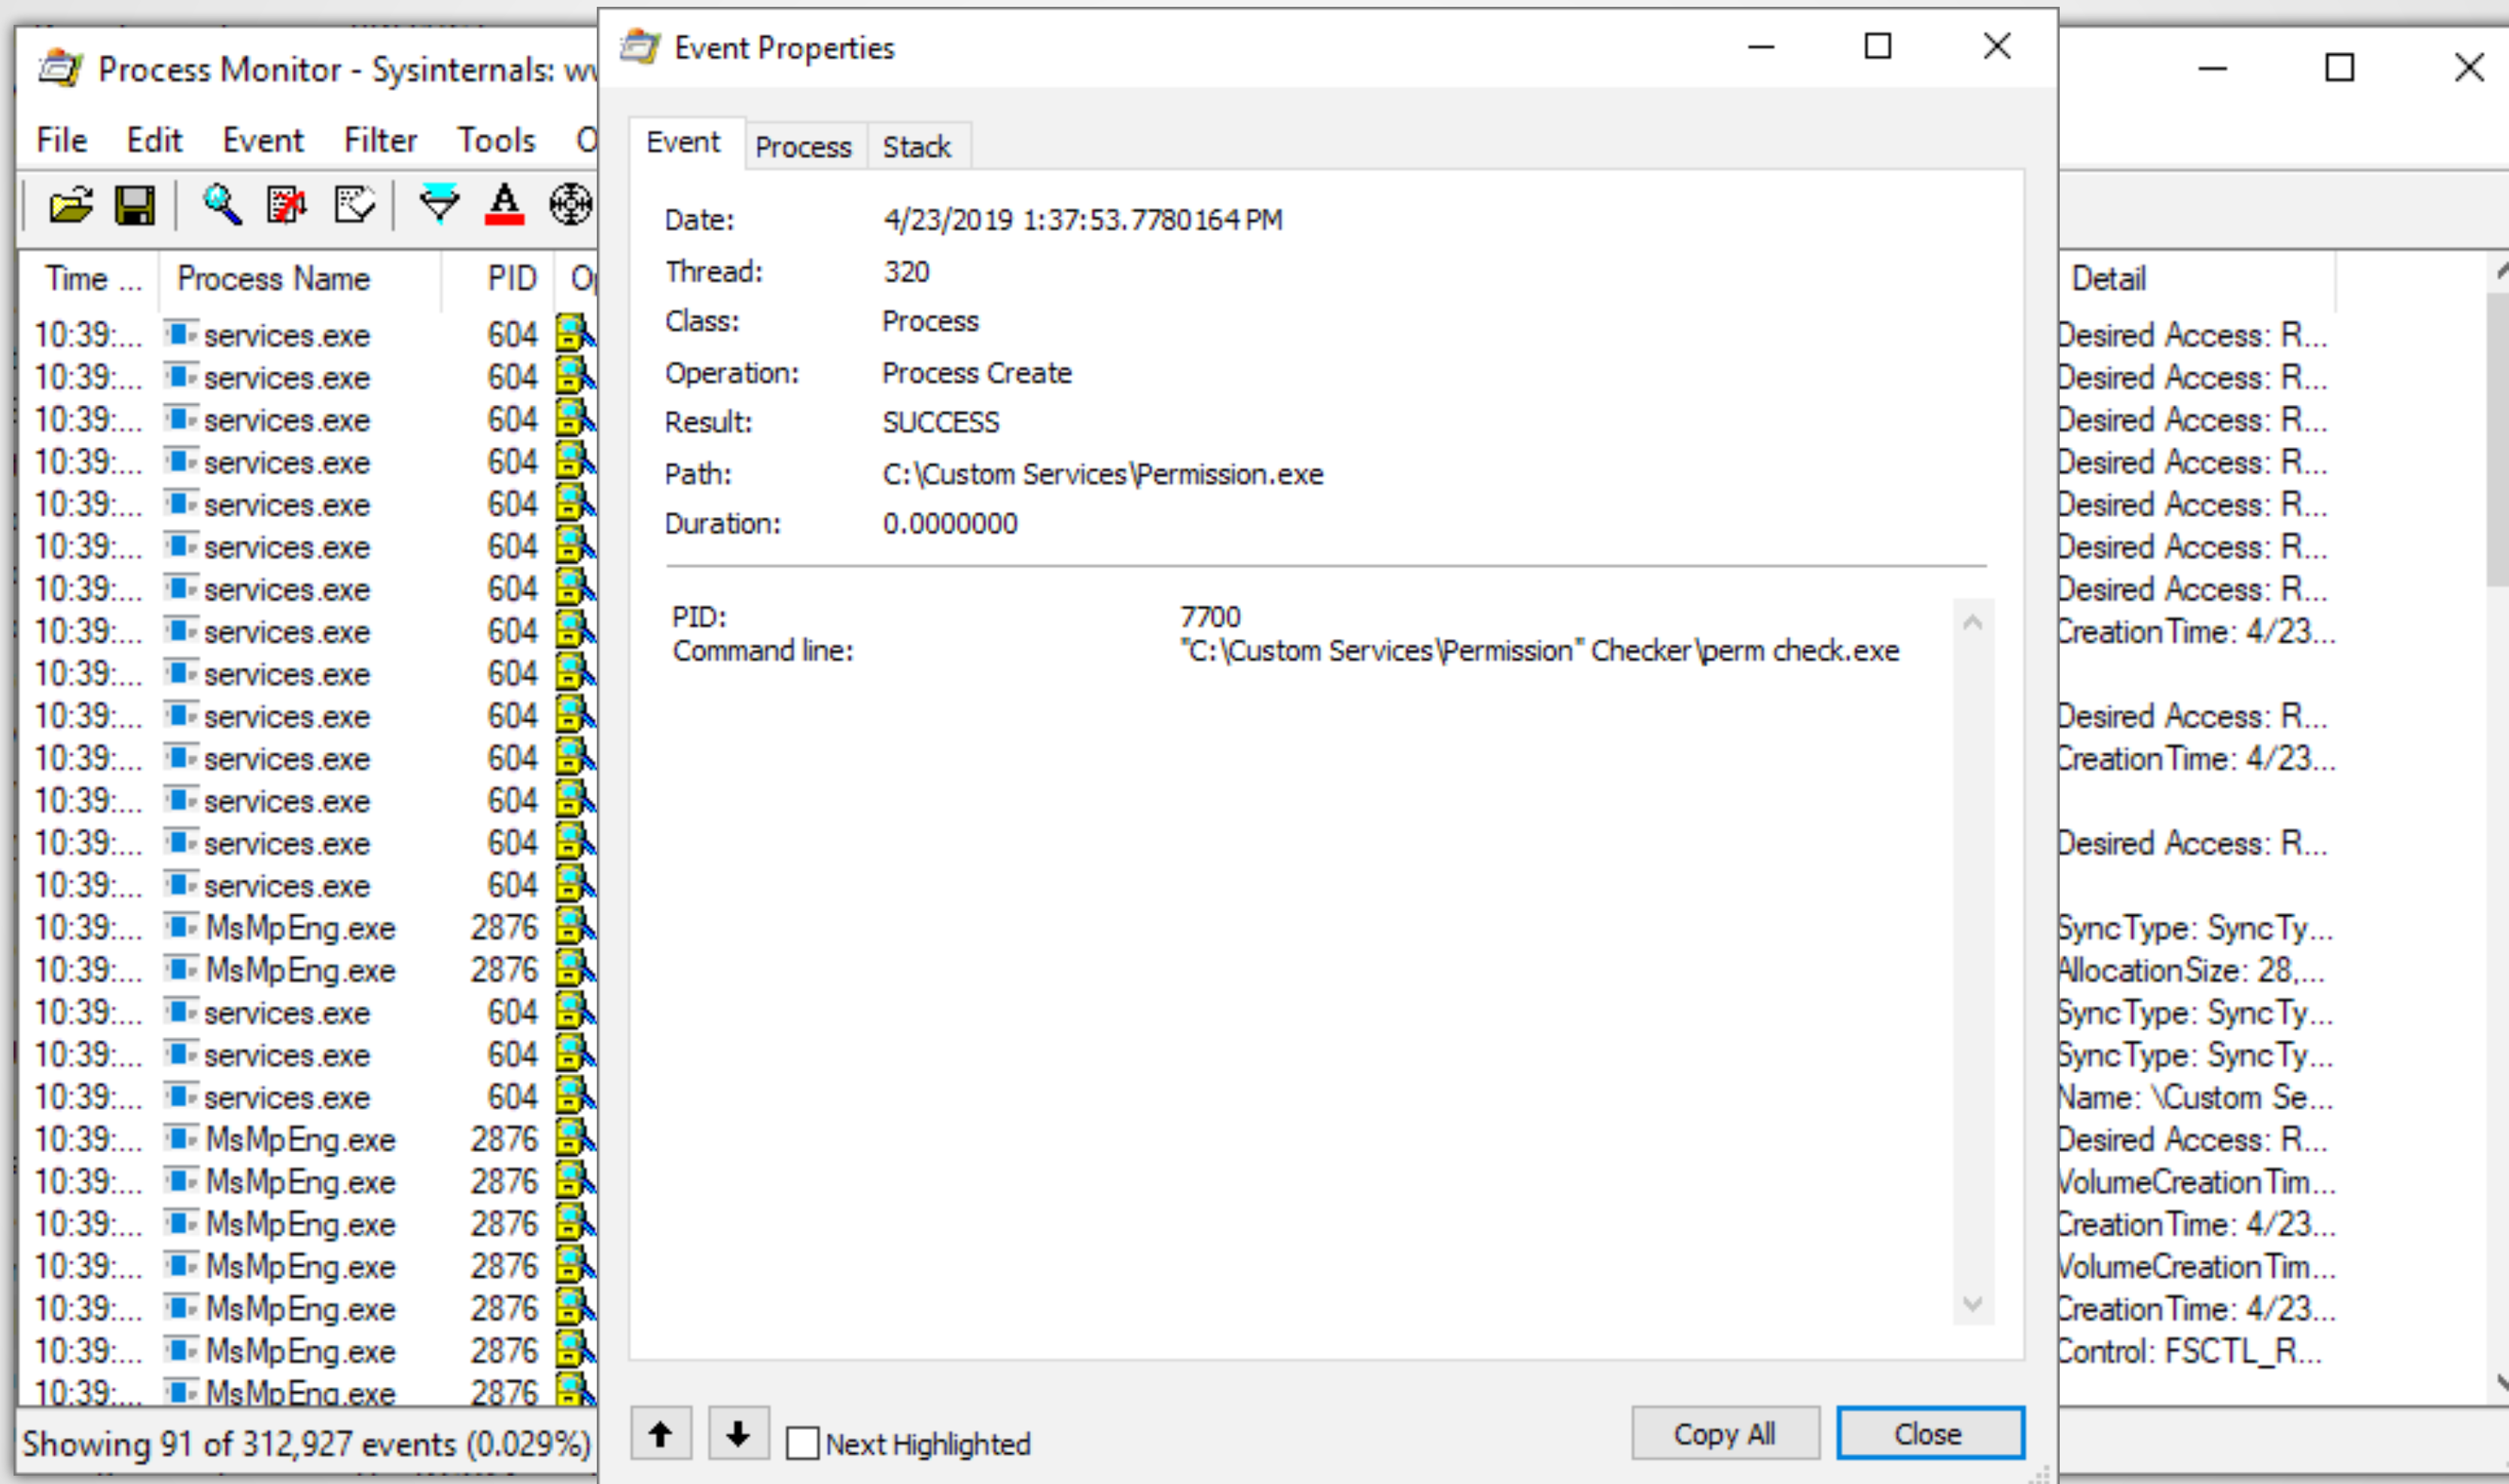 Process Monitor - Sysinternals:
Event Properties
File Edit Event Filter Tools
Event Process Stack
Date: 4/23/2019 1:37:53.7780164 PM
Thread: 320
Class: Process
Operation: Process Create
Result: SUCCESS
Path: C:\Custom Services\Permission.exe
Duration: 0.0000000
PID: 7700
Command line: "C:\Custom Services\Permission" Checker\perm check.exe
Next Highlighted
Copy All Close
Time ... Process Name PID Detail
10:39:... services.exe 604 Desired Access: R...
10:39:... services.exe 604 Desired Access: R...
10:39:... services.exe 604 Desired Access: R...
10:39:... services.exe 604 Desired Access: R...
10:39:... services.exe 604 Desired Access: R...
10:39:... services.exe 604 Desired Access: R...
10:39:... services.exe 604 Desired Access: R...
10:39:... services.exe 604 CreationTime: 4/23...
10:39:... services.exe 604
10:39:... services.exe 604 Desired Access: R...
10:39:... services.exe 604 CreationTime: 4/23...
10:39:... services.exe 604
10:39:... services.exe 604 Desired Access: R...
10:39:... services.exe 604
10:39:... MsMpEng.exe 2876 SyncType: SyncTy...
10:39:... MsMpEng.exe 2876 AllocationSize: 28,...
10:39:... services.exe 604 SyncType: SyncTy...
10:39:... services.exe 604 SyncType: SyncTy...
10:39:... services.exe 604 Name: \Custom Se...
10:39:... MsMpEng.exe 2876 Desired Access: R...
10:39:... MsMpEng.exe 2876 VolumeCreationTim...
10:39:... MsMpEng.exe 2876 CreationTime: 4/23...
10:39:... MsMpEng.exe 2876 VolumeCreationTim...
10:39:... MsMpEng.exe 2876 CreationTime: 4/23...
10:39:... MsMpEng.exe 2876 Control: FSCTL_R...
10:39:... MsMpEng.exe 2876
Showing 91 of 312,927 events (0.029%)